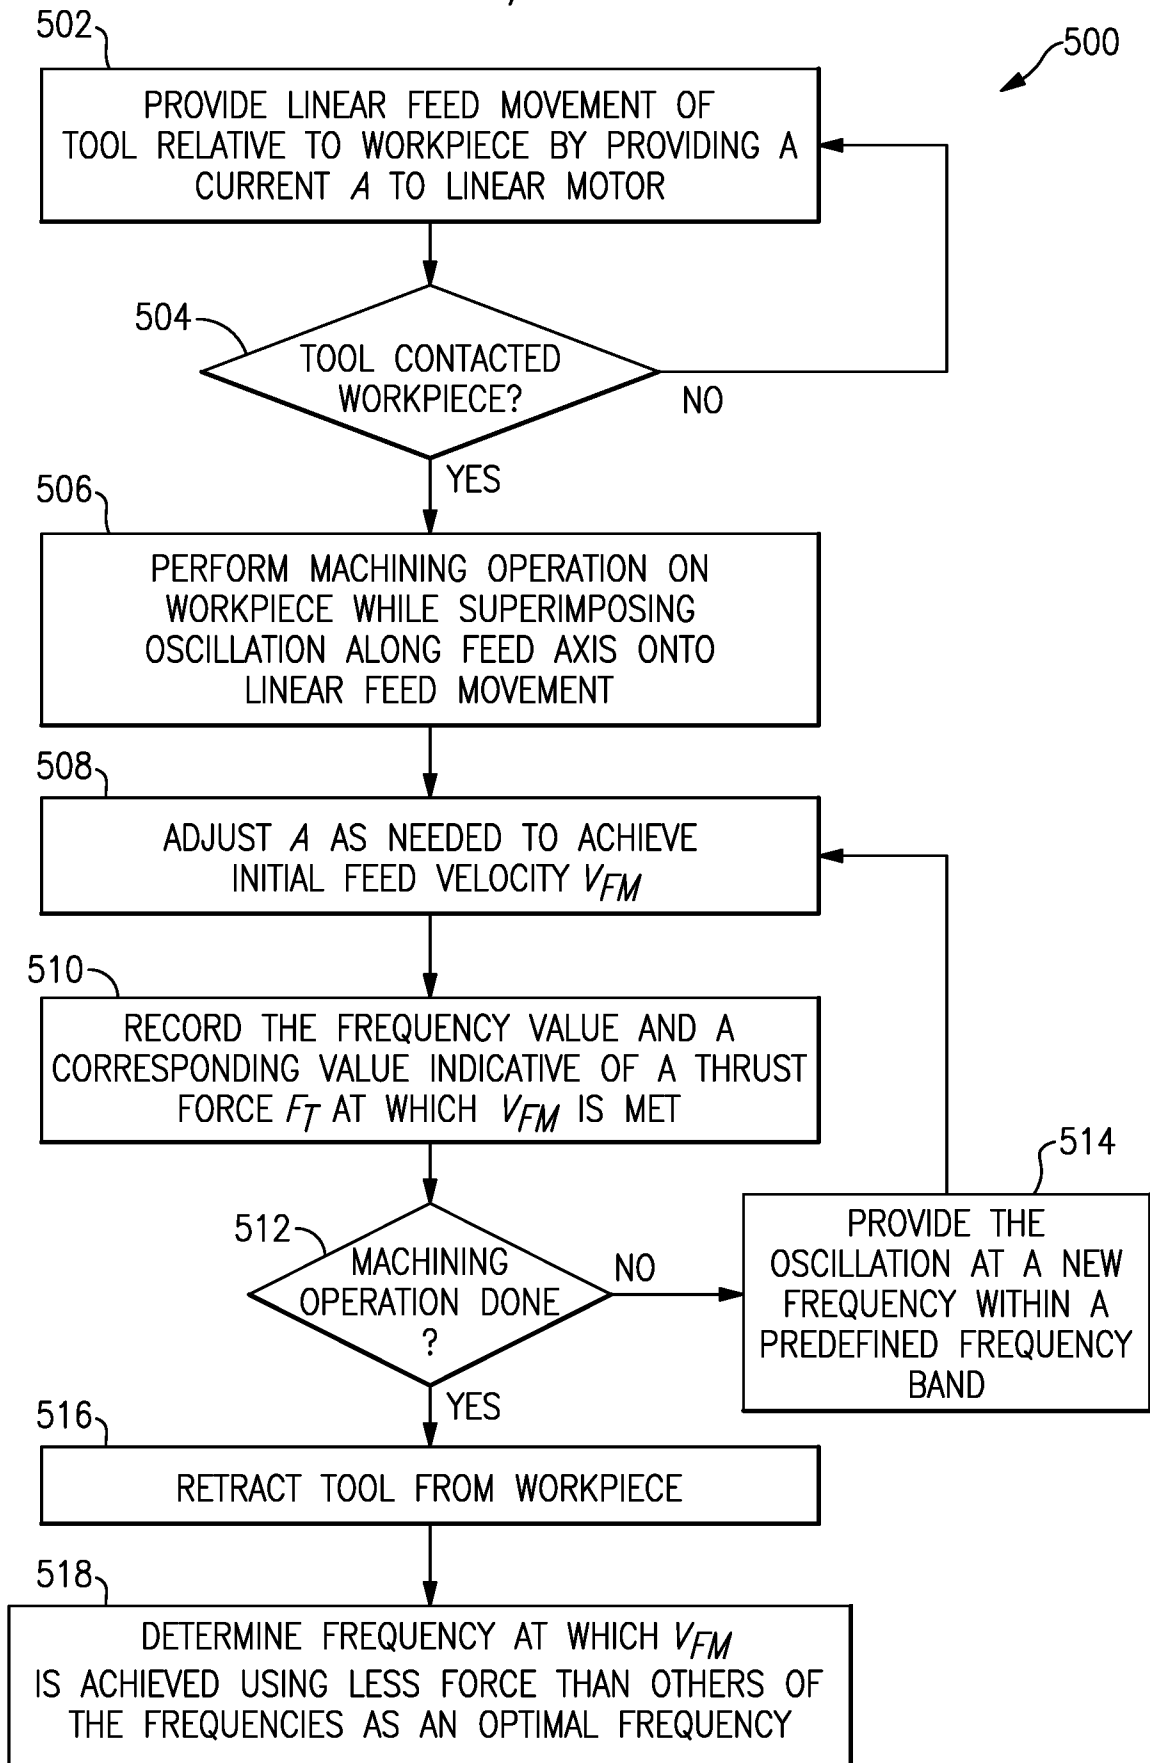 502
500
PROVIDE LINEAR FEED MOVEMENT OF
TOOL RELATIVE TO WORKPIECE BY PROVIDING A
CURRENT A TO LINEAR MOTOR
504
TOOL CONTACTED
WORKPIECE?
NO
YES
506
PERFORM MACHINING OPERATION ON
WORKPIECE WHILE SUPERIMPOSING
OSCILLATION ALONG FEED AXIS ONTO
LINEAR FEED MOVEMENT
508
ADJUST A AS NEEDED TO ACHIEVE
INITIAL FEED VELOCITY VFM
510
RECORD THE FREQUENCY VALUE AND A
CORRESPONDING VALUE INDICATIVE OF A THRUST
FORCE FT AT WHICH VFM IS MET
512
MACHINING
OPERATION DONE
?
NO
YES
514
PROVIDE THE
OSCILLATION AT A NEW
FREQUENCY WITHIN A
PREDEFINED FREQUENCY
BAND
516
RETRACT TOOL FROM WORKPIECE
518
DETERMINE FREQUENCY AT WHICH VFM
IS ACHIEVED USING LESS FORCE THAN OTHERS OF
THE FREQUENCIES AS AN OPTIMAL FREQUENCY